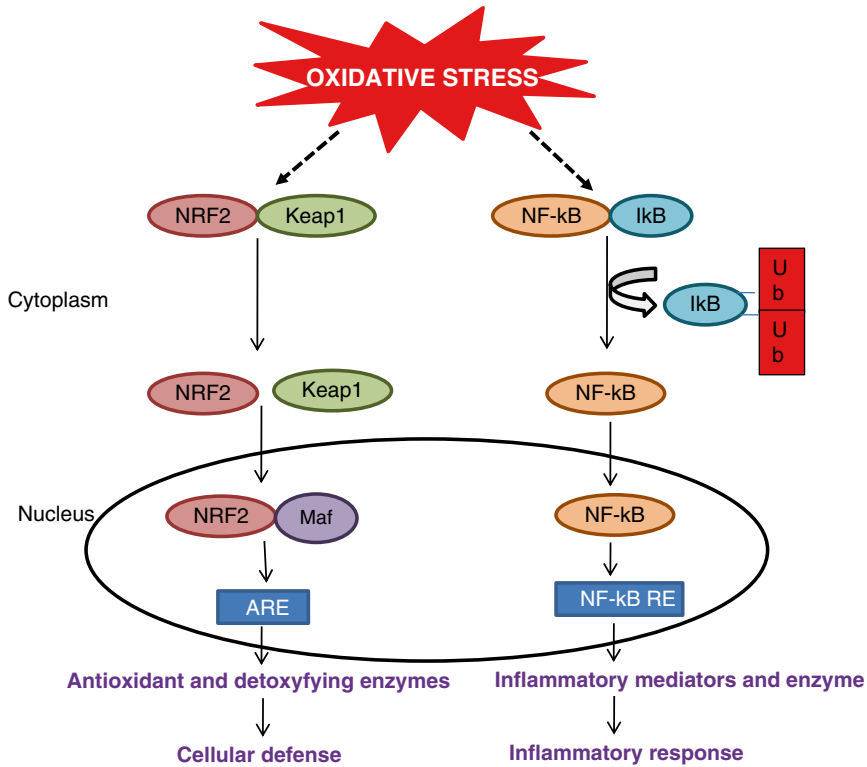 OXIDATIVE STRESS
NRF2
Keap1
NF-kB
IkB
Cytoplasm
IkB
U
b
U
b
NRF2
Keap1
NF-kB
Nucleus
NRF2
Maf
NF-kB
ARE
NF-kB RE
Antioxidant and detoxyfying enzymes
Inflammatory mediators and enzyme
Cellular defense
Inflammatory response